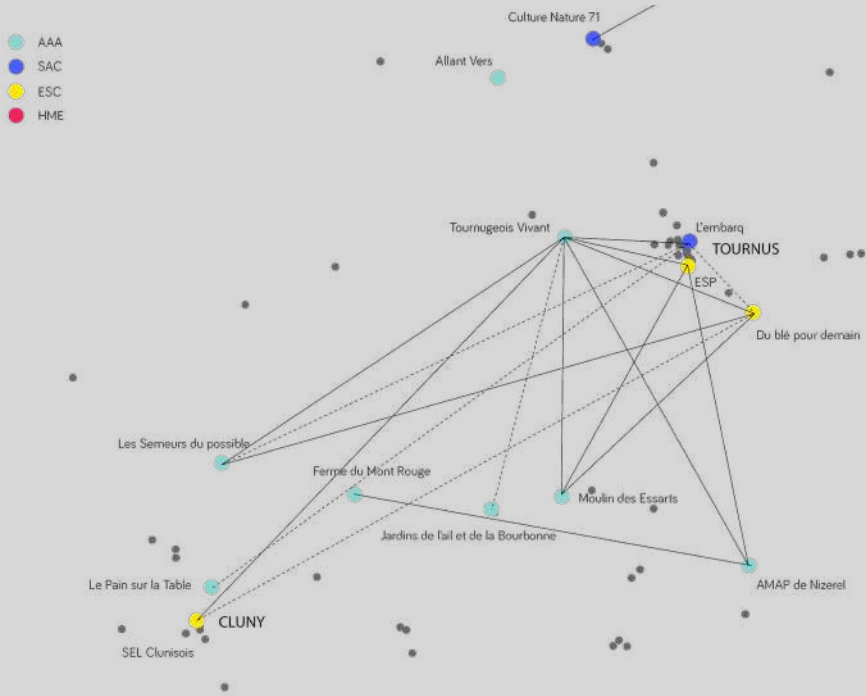 Culture Nature 71
AAA
SAC
ESC
HME
Allant Vers
Tournugeois Vivant
L'embarq
TOURNUS
ESP
Du blé pour demain
Les Semeurs du possible
Ferme du Mont Rouge
Moulin des Essarts
Jardins de l'ail et de la Bourbonne
Le Pain sur la Table
AMAP de Nizerel
CLUNY
SEL Clunisois